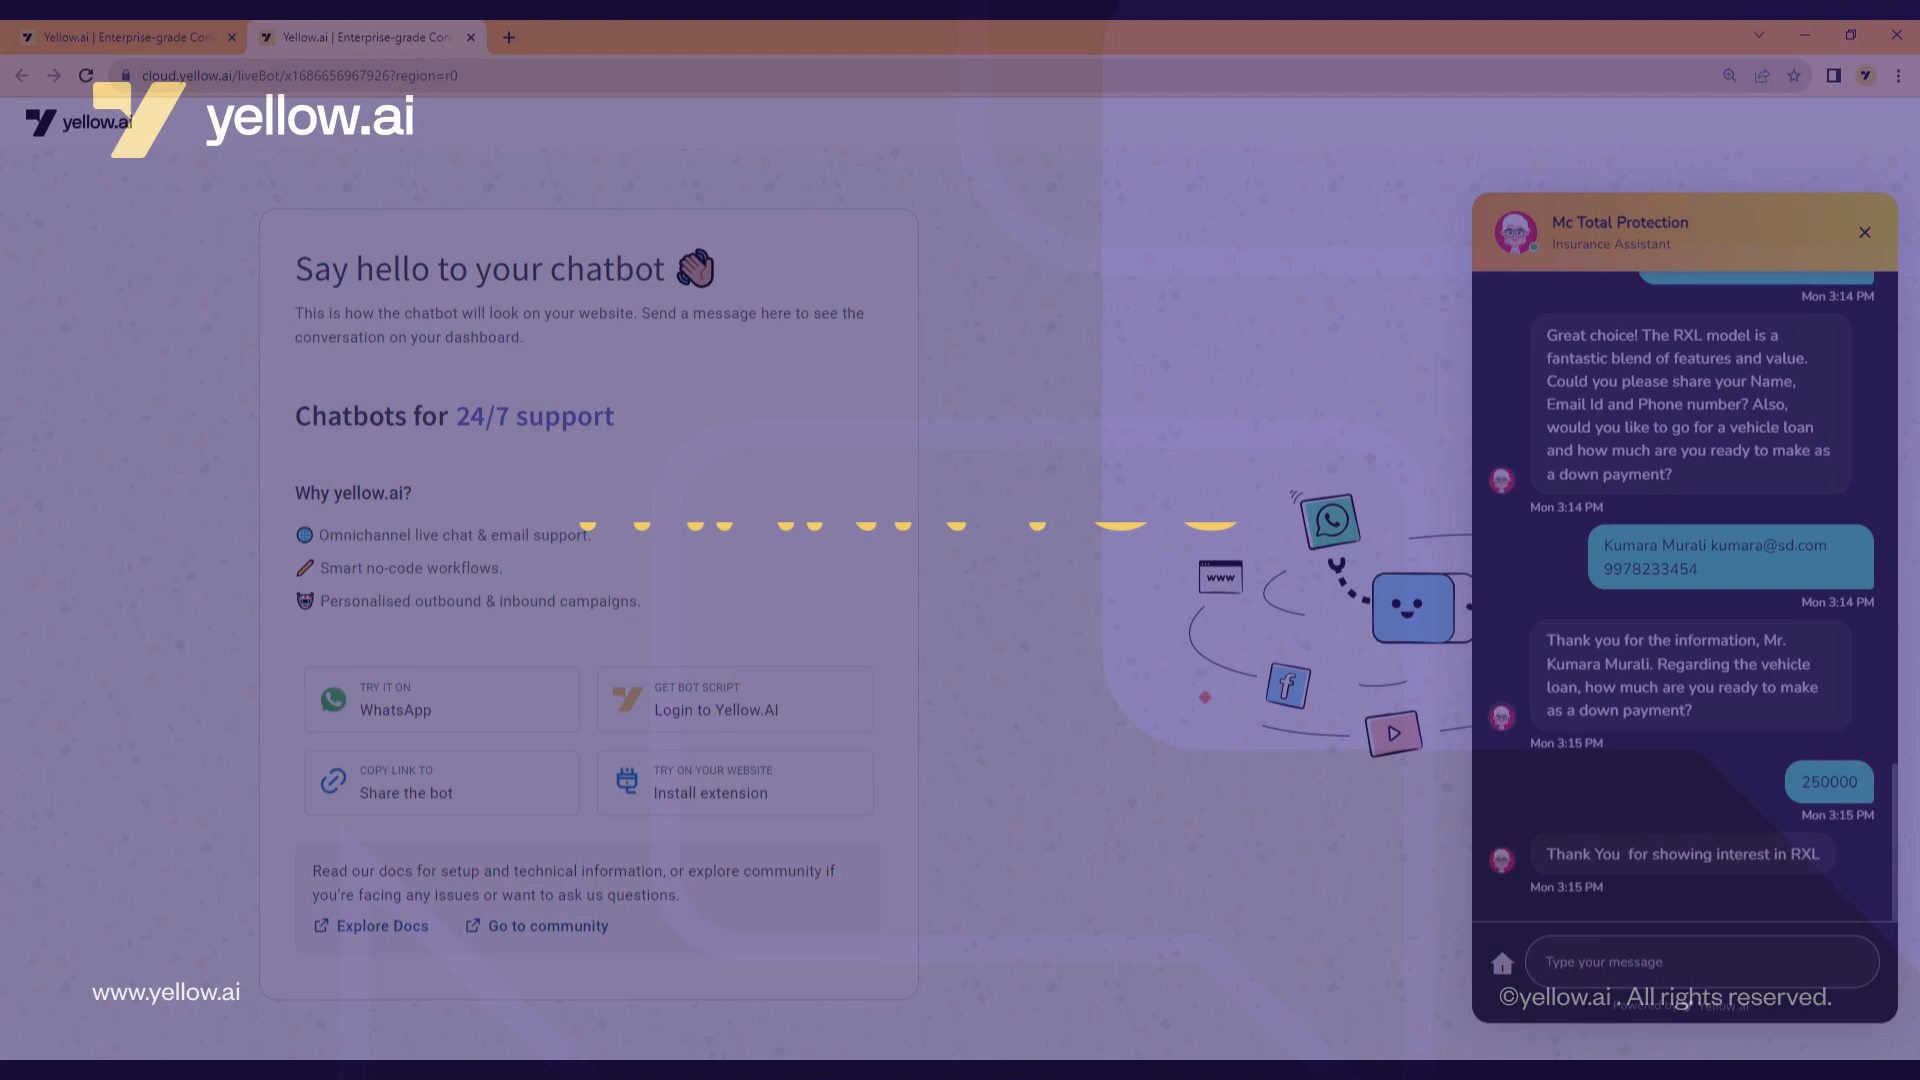 Yellow.ai | Enterprise-grade Con
Yellow.ai | Enterprise-grade Con
cloud.yellow.ai/liveBot/x1686656967926?region=r0
yellow.ai
yellow.ai
Say hello to your chatbot
This is how the chatbot will look on your website. Send a message here to see the
conversation on your dashboard.
Chatbots for 24/7 support
Why yellow.ai?
Omnichannel live chat & email support.
Smart no-code workflows.
Personalised outbound & inbound campaigns.
TRY IT ON
WhatsApp
GET BOT SCRIPT
Login to Yellow.AI
COPY LINK TO
Share the bot
TRY ON YOUR WEBSITE
Install extension
Read our docs for setup and technical information, or explore community if
you're facing any issues or want to ask us questions.
Explore Docs
Go to community
www.yellow.ai
www
Mc Total Protection
Insurance Assistant
Mon 3:14 PM
Great choice! The RXL model is a
fantastic blend of features and value.
Could you please share your Name,
Email Id and Phone number? Also,
would you like to go for a vehicle loan
and how much are you ready to make as
a down payment?
Mon 3:14 PM
Kumara Murali kumara@sd.com
9978233454
Mon 3:14 PM
Thank you for the information, Mr.
Kumara Murali. Regarding the vehicle
loan, how much are you ready to make
as a down payment?
Mon 3:15 PM
250000
Mon 3:15 PM
Thank You for showing interest in RXL
Mon 3:15 PM
Type your message
©yellow.ai . All rights reserved.
Powered by yellow.ai